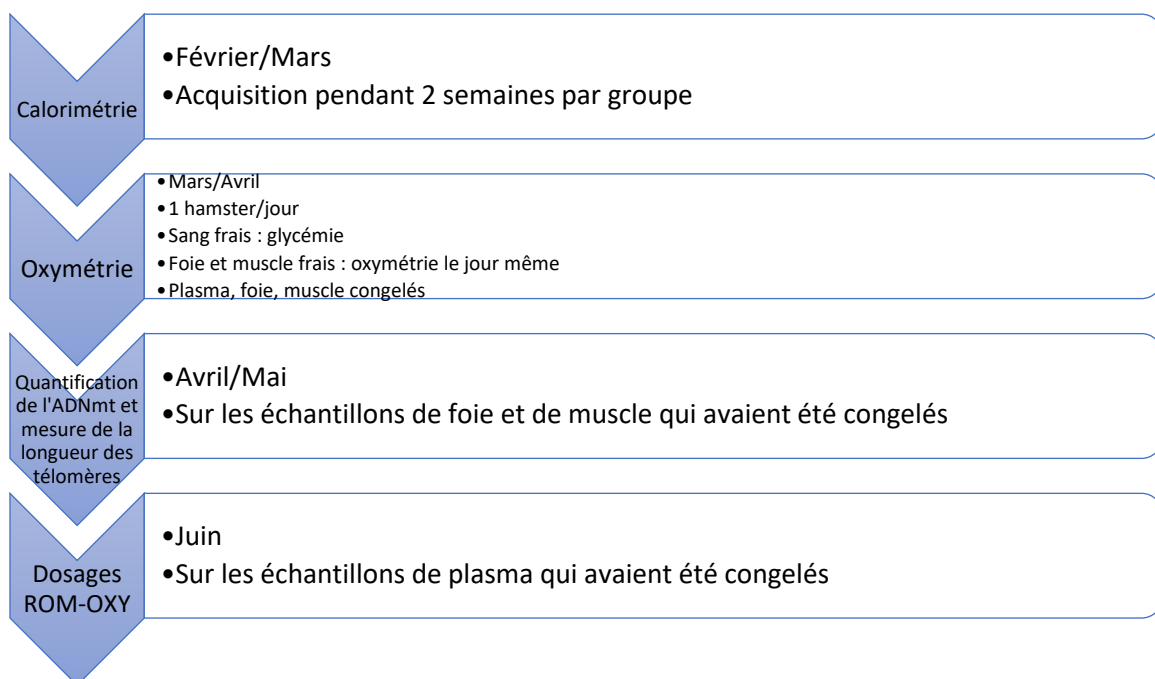 Calorimétrie
•Février/Mars
•Acquisition pendant 2 semaines par groupe
Oxymétrie
•Mars/Avril
•1 hamster/jour
•Sang frais : glycémie
•Foie et muscle frais : oxymétrie le jour même
•Plasma, foie, muscle congelés
Quantification
de l'ADNmt et
mesure de la
longueur des
télomères
•Avril/Mai
•Sur les échantillons de foie et de muscle qui avaient été congelés
Dosages
ROM-OXY
•Juin
•Sur les échantillons de plasma qui avaient été congelés